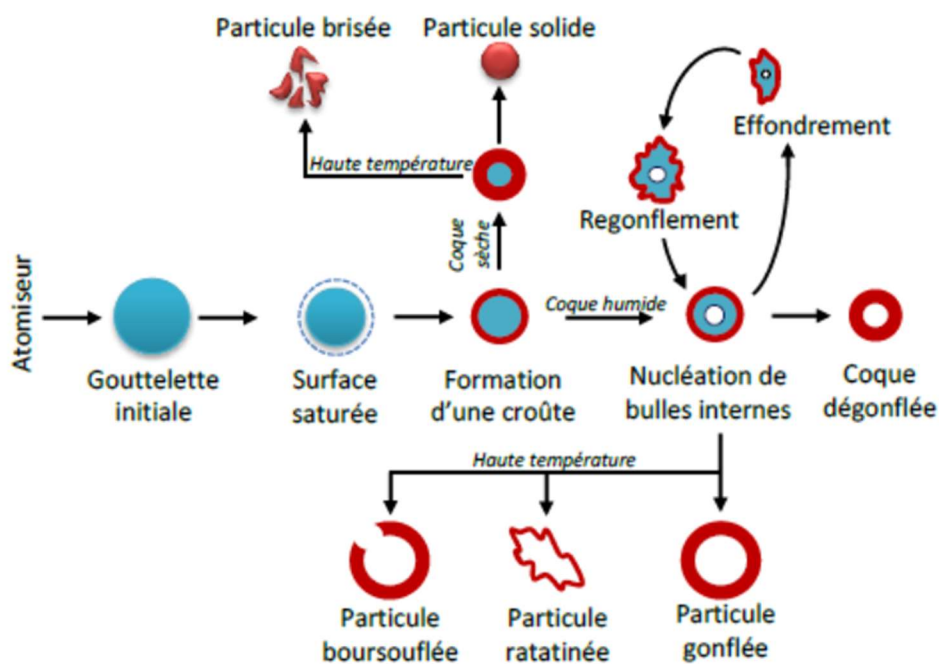 Particule brisée
Particule solide
Effondrement
Haute température
Regonflement
Coque
sèche
Atomiseur
Coque humide
Gouttelette
initiale
Surface
saturée
Formation
d'une croûte
Nucléation de
bulles internes
Coque
dégonflée
Haute température
Particule
boursouflée
Particule
ratatinée
Particule
gonflée